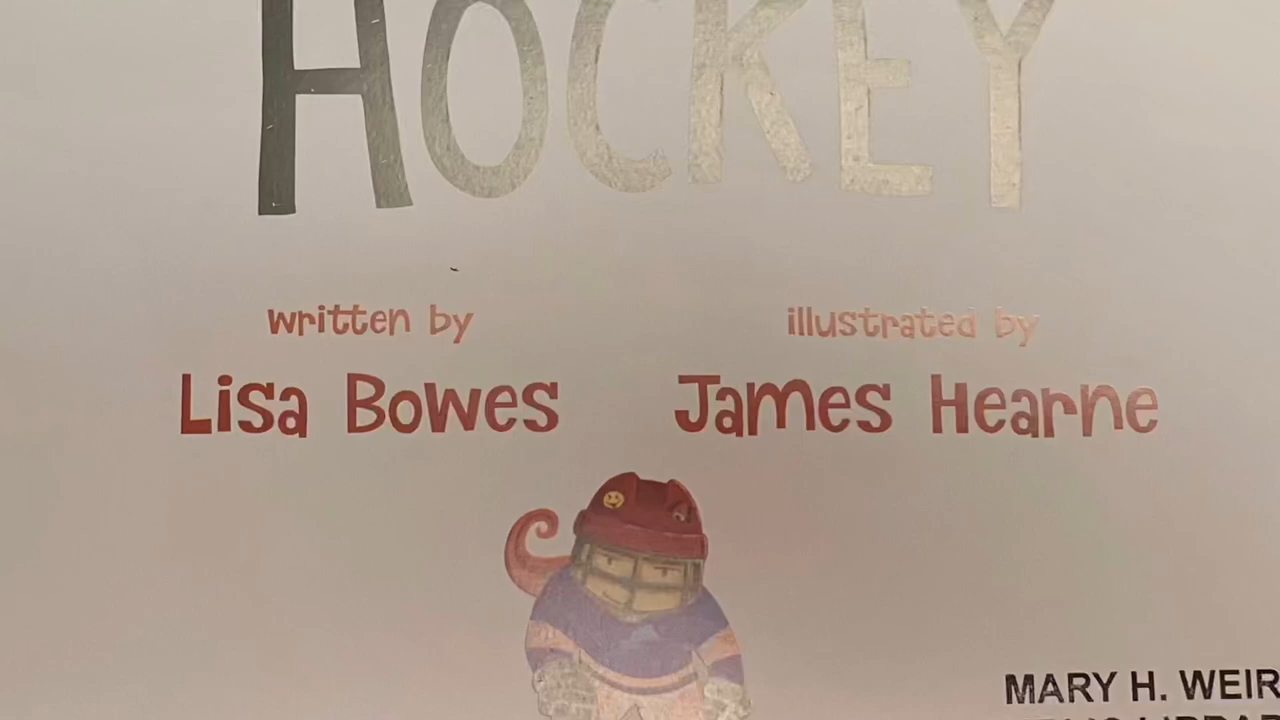 HOCKEY
written by
Lisa Bowes
illustrated by
James Hearne
MARY H. WEIR